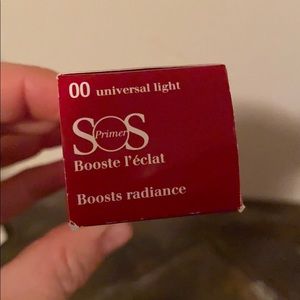 00 universal light
SOS
Primer
Booste l'éclat
Boosts radiance